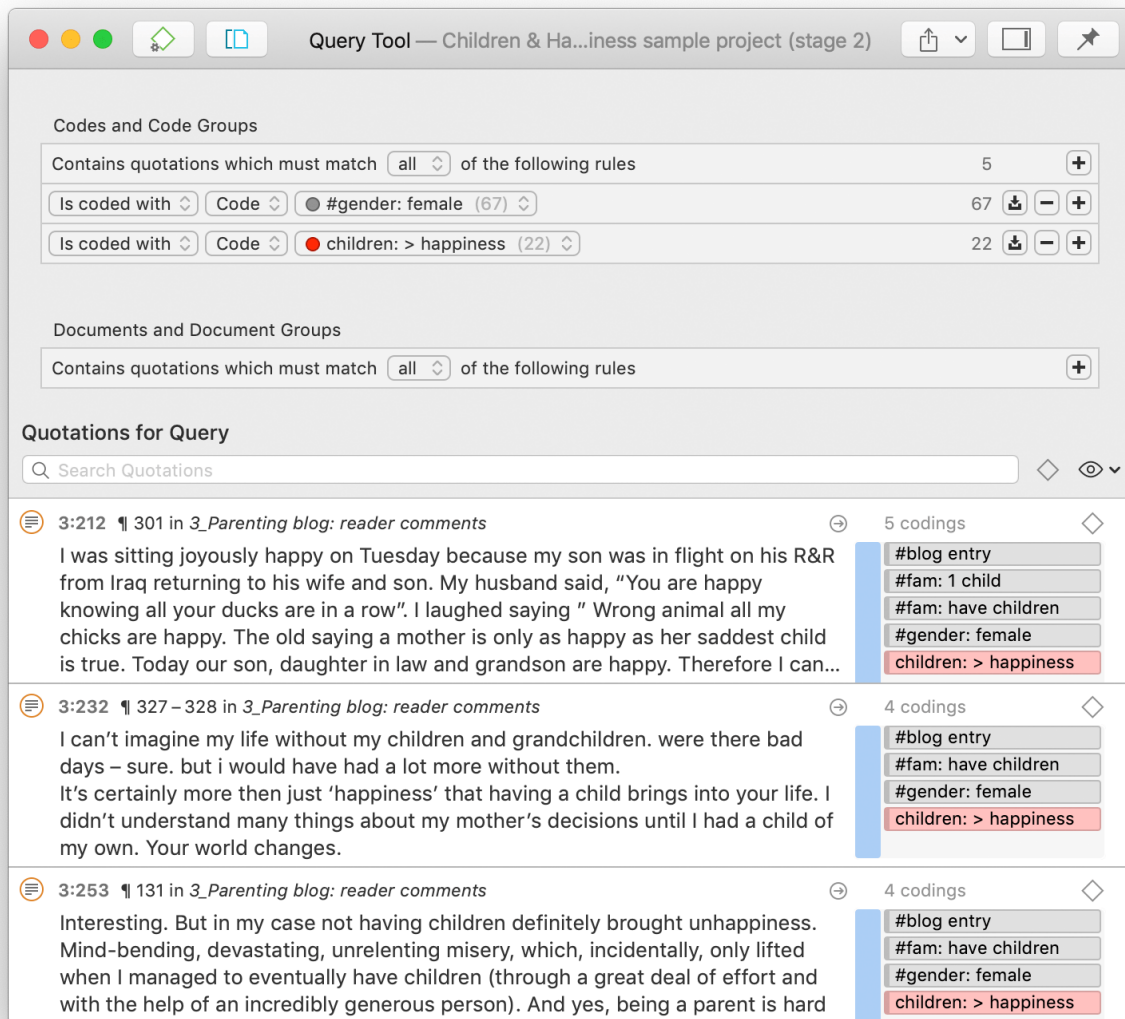 Query Tool — Children & Ha...iness sample project (stage 2)
Codes and Code Groups
Contains quotations which must match all of the following rules 5
Is coded with Code #gender: female (67) 67
Is coded with Code children: > happiness (22) 22
Documents and Document Groups
Contains quotations which must match all of the following rules
Quotations for Query
Search Quotations
3:212 ¶ 301 in 3_Parenting blog: reader comments
I was sitting joyously happy on Tuesday because my son was in flight on his R&R
from Iraq returning to his wife and son. My husband said, “You are happy
knowing all your ducks are in a row”. I laughed saying ” Wrong animal all my
chicks are happy. The old saying a mother is only as happy as her saddest child
is true. Today our son, daughter in law and grandson are happy. Therefore I can...
5 codings
#blog entry
#fam: 1 child
#fam: have children
#gender: female
children: > happiness
3:232 ¶ 327 – 328 in 3_Parenting blog: reader comments
I can’t imagine my life without my children and grandchildren. were there bad
days – sure. but i would have had a lot more without them.
It’s certainly more then just ‘happiness’ that having a child brings into your life. I
didn’t understand many things about my mother’s decisions until I had a child of
my own. Your world changes.
4 codings
#blog entry
#fam: have children
#gender: female
children: > happiness
3:253 ¶ 131 in 3_Parenting blog: reader comments
Interesting. But in my case not having children definitely brought unhappiness.
Mind-bending, devastating, unrelenting misery, which, incidentally, only lifted
when I managed to eventually have children (through a great deal of effort and
with the help of an incredibly generous person). And yes, being a parent is hard
4 codings
#blog entry
#fam: have children
#gender: female
children: > happiness